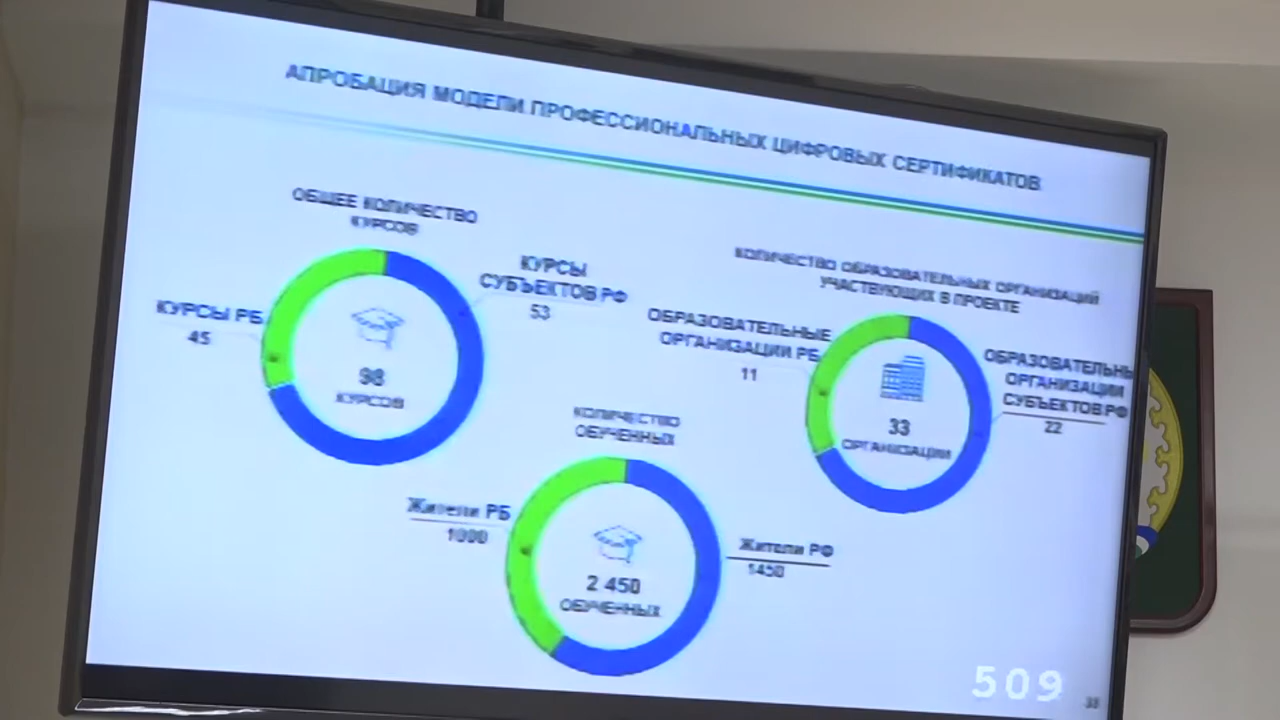 АПРОБАЦИЯ МОДЕЛИ ПРОФЕССИОНАЛЬНЫХ ЦИФРОВЫХ СЕРТИФИКАТОВ
ОБЩЕЕ КОЛИЧЕСТВО
КУРСОВ
КУРСЫ РБ
45
КУРСЫ
СУБЪЕКТОВ РФ
53
98
КУРСОВ
КОЛИЧЕСТВО ОБРАЗОВАТЕЛЬНЫХ ОРГАНИЗАЦИЙ
УЧАСТВУЮЩИХ В ПРОЕКТЕ
ОБРАЗОВАТЕЛЬНЫЕ
ОРГАНИЗАЦИИ РБ
11
ОБРАЗОВАТЕЛЬНЫ
ОРГАНИЗАЦИИ
СУБЪЕКТОВ РФ
22
33
ОРГАНИЗАЦИИ
КОЛИЧЕСТВО
ОБУЧЕННЫХ
Жители РБ
1000
Жители РФ
1450
2 450
ОБУЧЕННЫХ
509
33